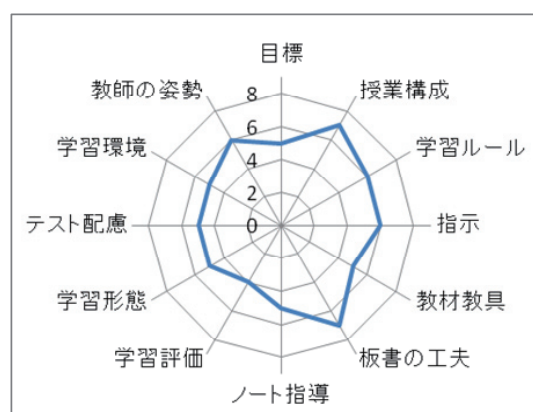 目標
授業構成
学習ルール
指示
教材教具
板書の工夫
ノート指導
学習評価
学習形態
テスト配慮
学習環境
教師の姿勢
8
6
4
2
0